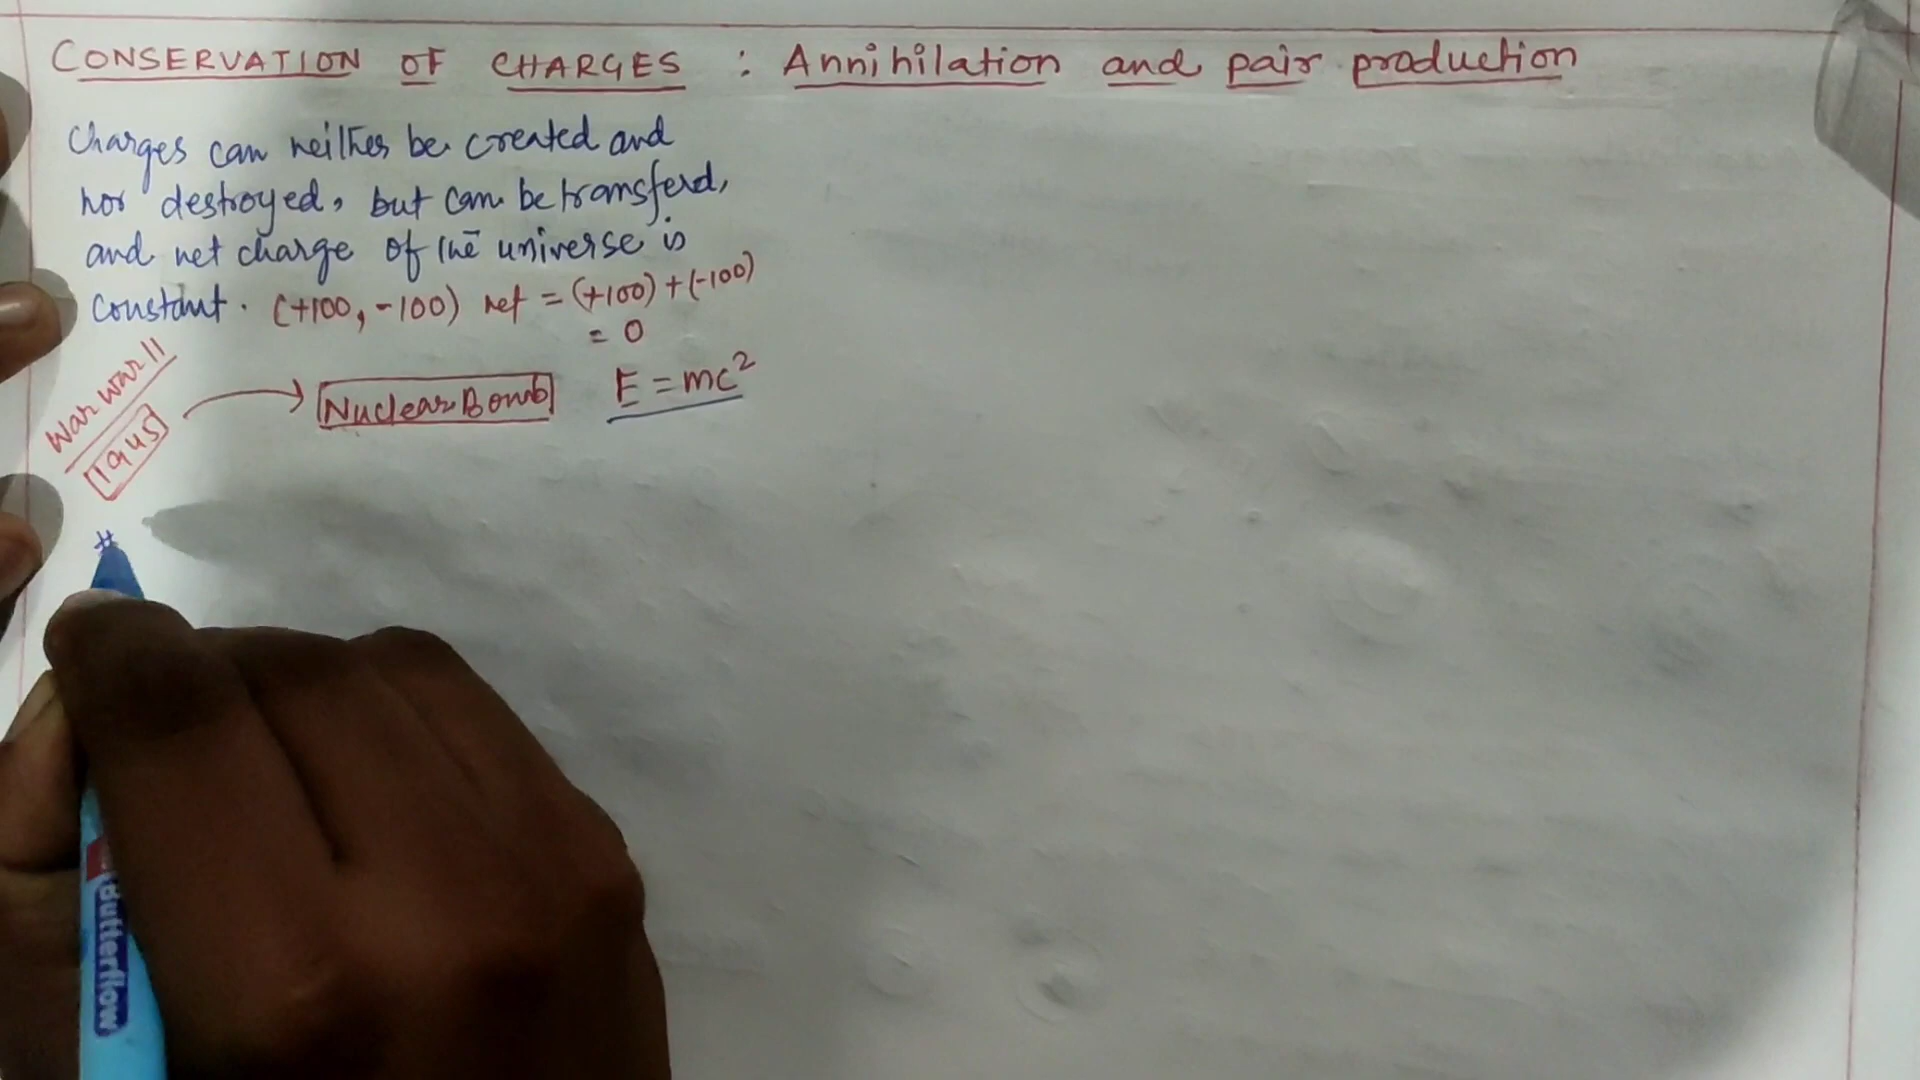 CONSERVATION OF CHARGES : Annihilation and pair production
Charges can neither be created and
nor destroyed, but can be transferd,
and net charge of the universe is
constant. (+100, -100) net = (+100) + (-100)
= 0
War war II
1945
Nuclear Bomb
E = mc²
#
butterflow